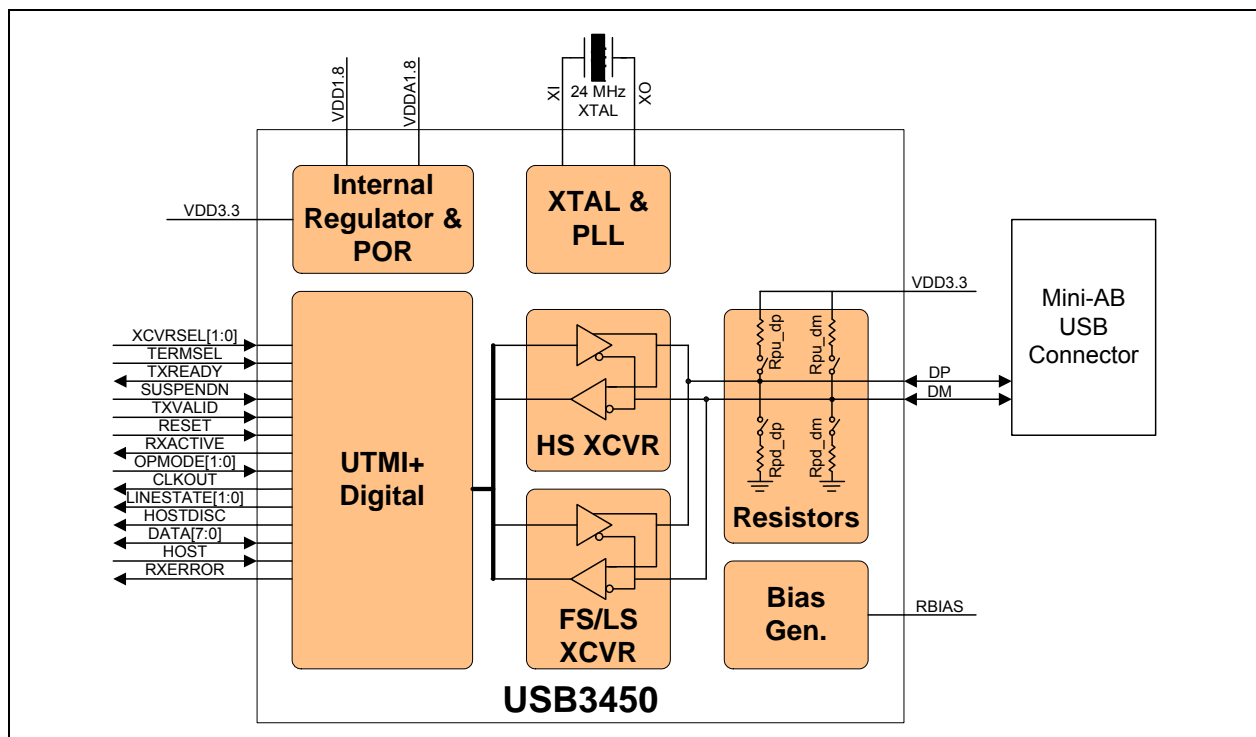 VDD1.8
VDDA1.8
XI
24 MHz
XTAL
XO
Internal
Regulator &
POR
XTAL &
PLL
VDD3.3
VDD3.3
Mini-AB
USB
Connector
XCVRSEL[1:0]
TERMSEL
TXREADY
SUSPENDN
TXVALID
RESET
RXACTIVE
OPMODE[1:0]
CLKOUT
LINESTATE[1:0]
HOSTDISC
DATA[7:0]
HOST
RXERROR
UTMI+
Digital
HS XCVR
FS/LS
XCVR
Rpu_dp
Rpu_dm
Rpd_dp
Rpd_dm
Resistors
DP
DM
Bias
Gen.
RBIAS
USB3450